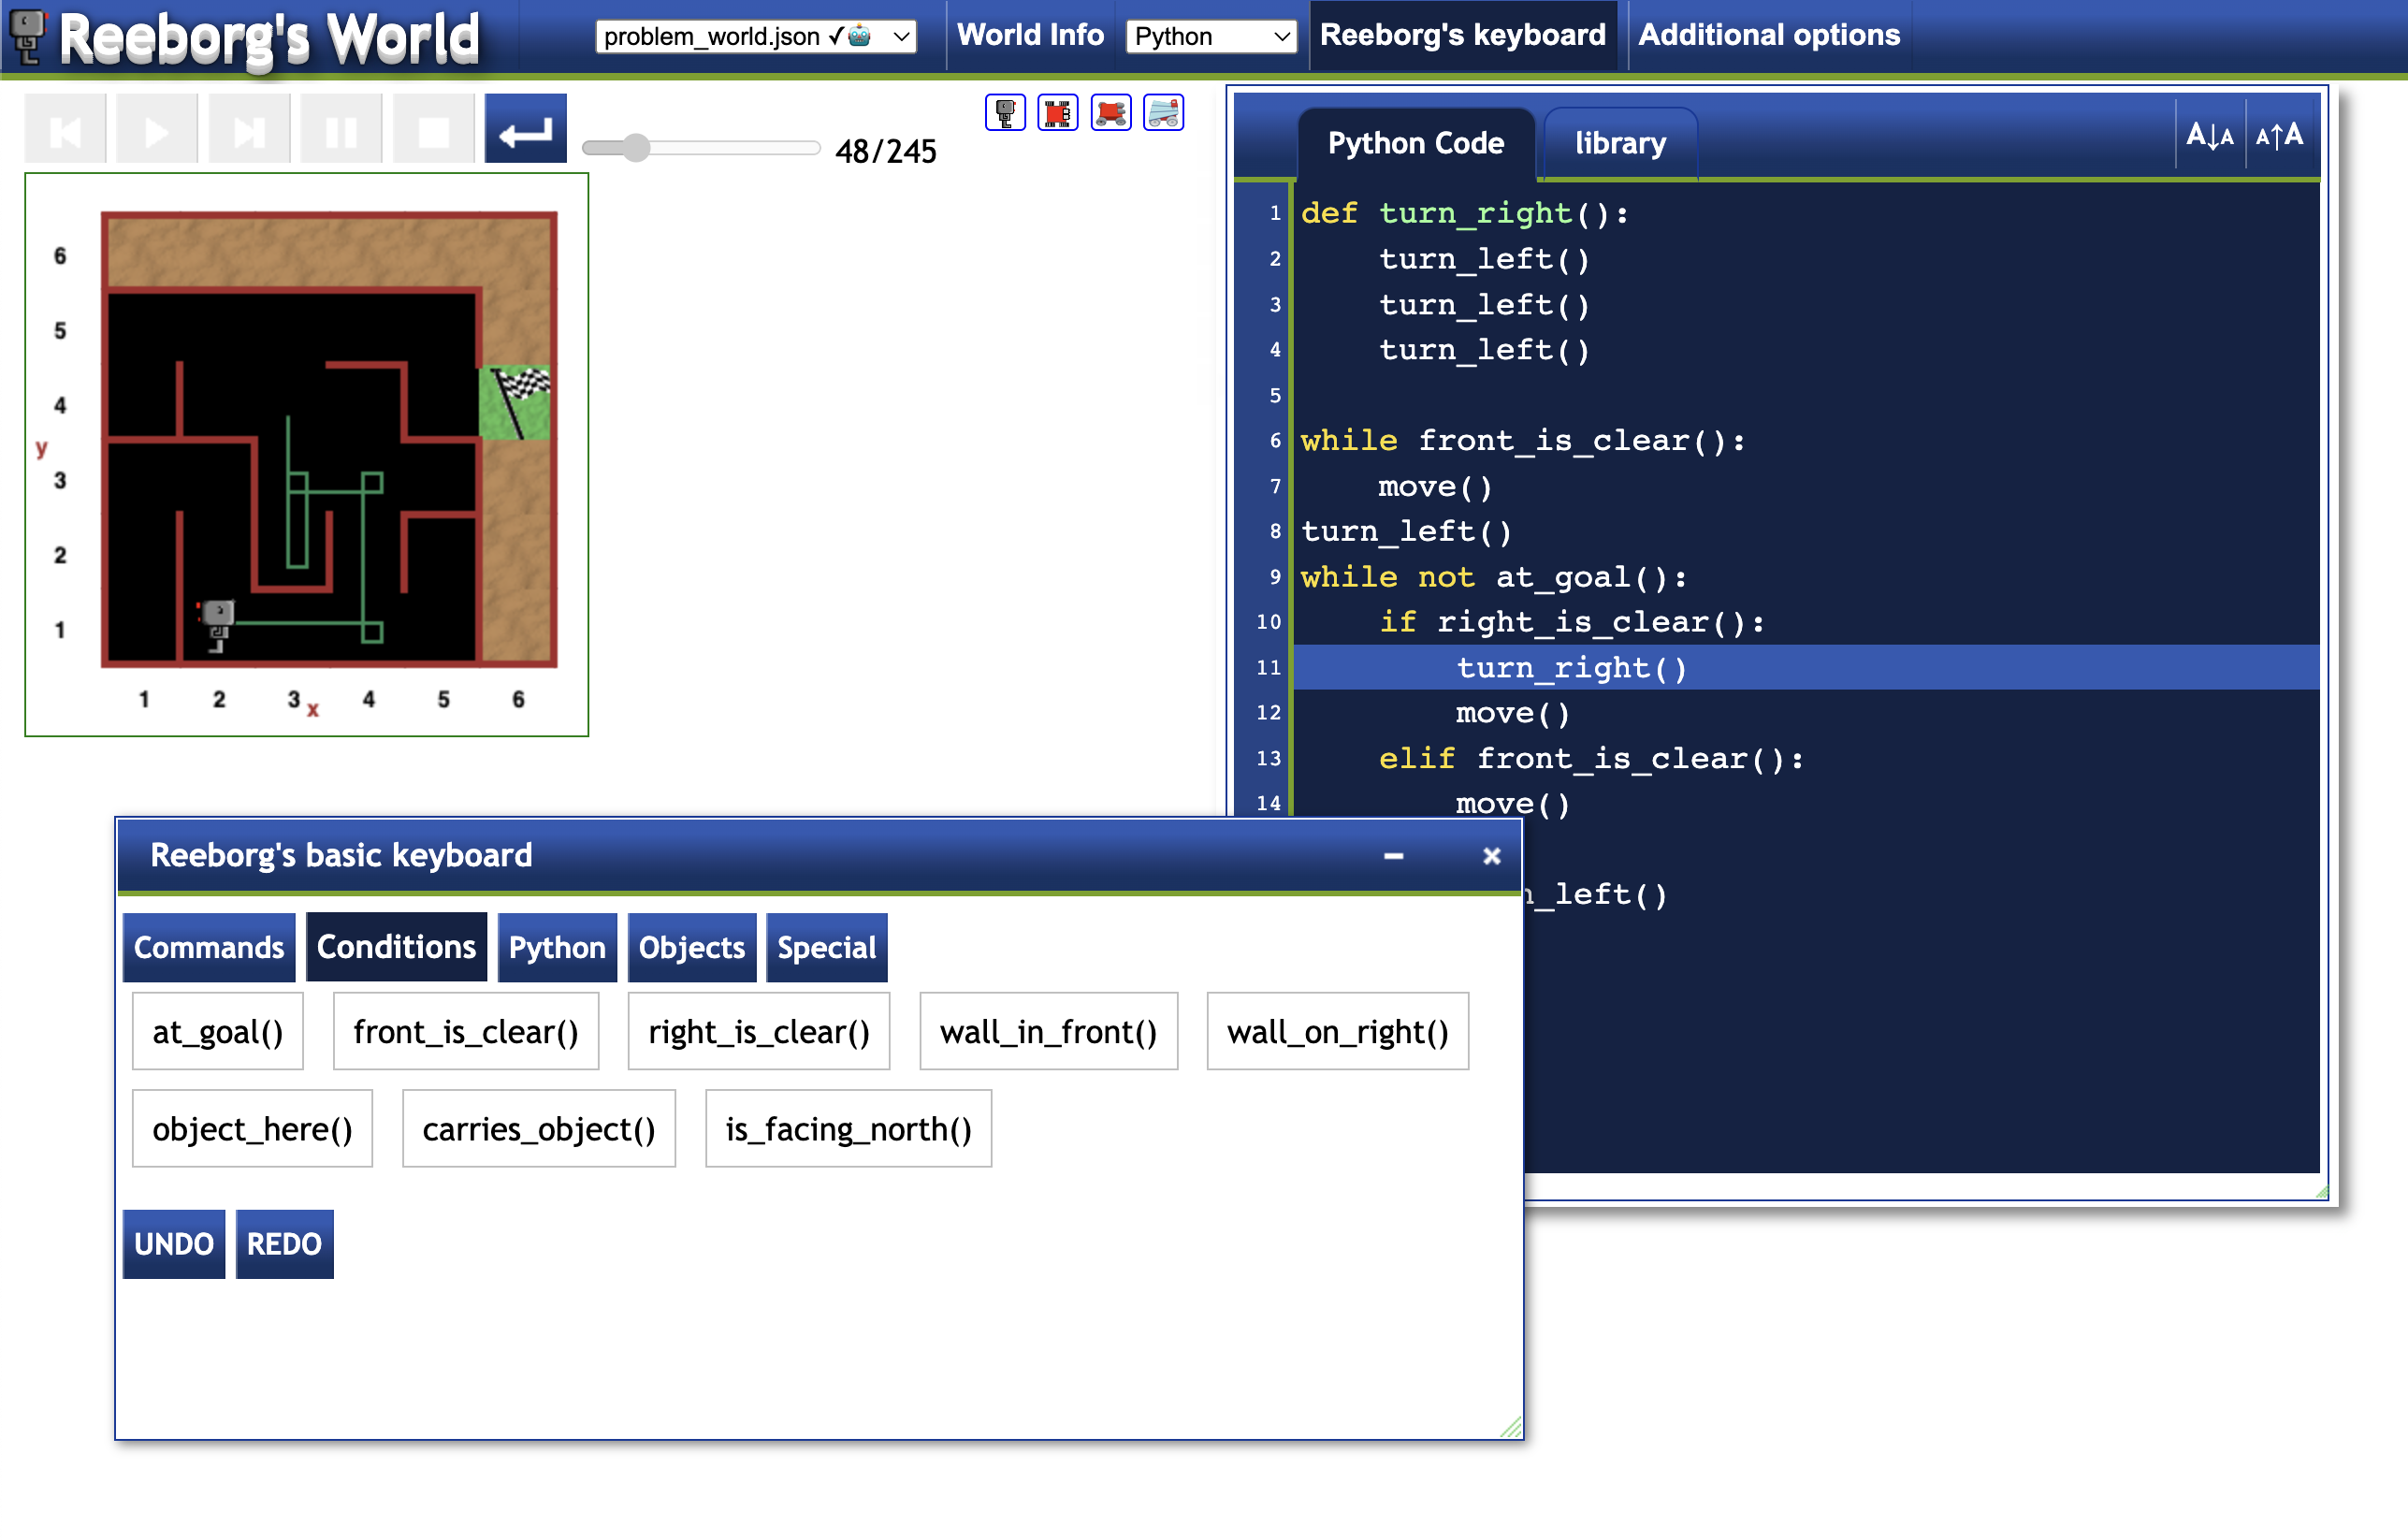 Reeborg's World
problem_world.json ✓🤖
World Info
Python
Reeborg's keyboard
Additional options
48/245
6
5
4
y
3
2
1
1 2 3 x 4 5 6
Python Code
library
A↓A
A↑A
1 def turn_right():
2 turn_left()
3 turn_left()
4 turn_left()
5
6 while front_is_clear():
7 move()
8 turn_left()
9 while not at_goal():
10 if right_is_clear():
11 turn_right()
12 move()
13 elif front_is_clear():
14 move()
_left()
Reeborg's basic keyboard
Commands Conditions Python Objects Special
at_goal() front_is_clear() right_is_clear() wall_in_front() wall_on_right()
object_here() carries_object() is_facing_north()
UNDO REDO